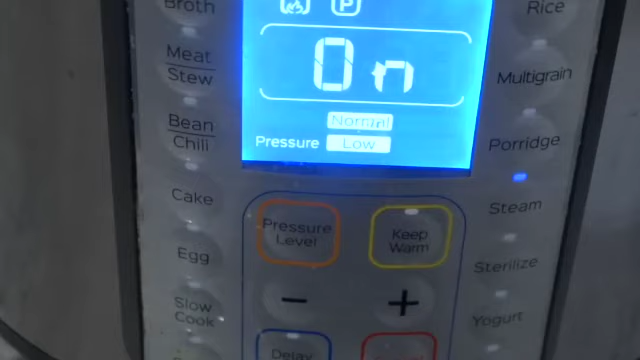 Broth
Meat
Stew
Bean
Chili
Cake
Egg
Slow
Cook
P
On
Normal
Pressure Low
Pressure
Level
Keep
Warm
− +
Delay
Rice
Multigrain
Porridge
Steam
Sterilize
Yogurt